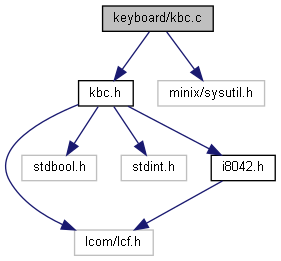 keyboard/kbc.c
kbc.h
minix/sysutil.h
stdbool.h
stdint.h
i8042.h
lcom/lcf.h